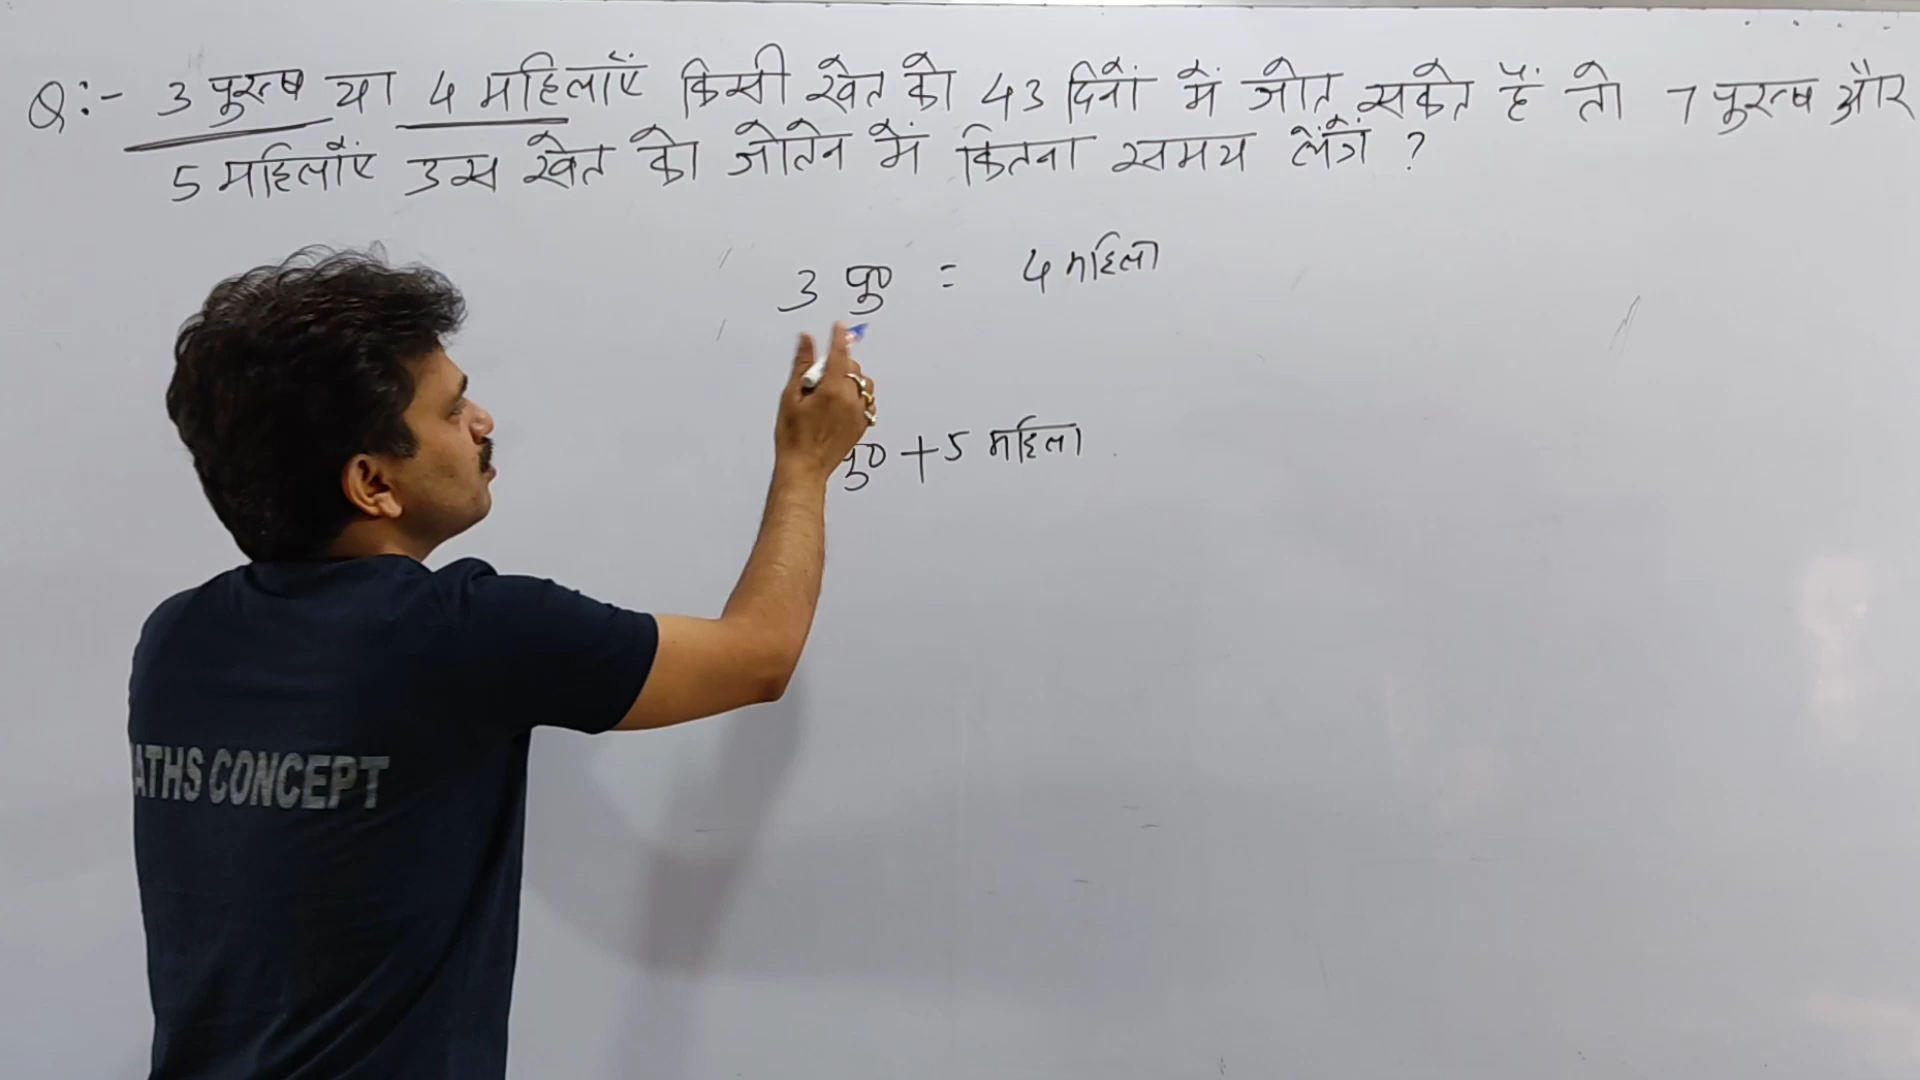 Q:- 3 पुरुष या 4 महिलाएँ किसी खेत को 43 दिनों में जोत सकते हैं तो 7 पुरुष और
5 महिलाएँ उस खेत को जोतने में कितना समय लेंगें ?
3 पु० = 4 महिला
पु० + 5 महिला
ATHS CONCEPT